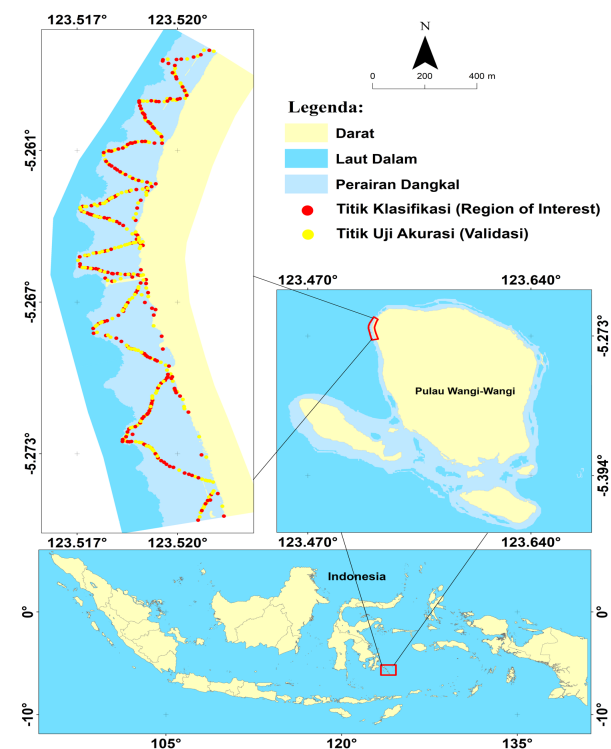 123.517° 123.520°
N
0 200 400 m
Legenda:
Darat
Laut Dalam
Perairan Dangkal
Titik Klasifikasi (Region of Interest)
Titik Uji Akurasi (Validasi)
-5.261
-5.267°
-5.273°
123.517° 123.520°
123.470° 123.640°
-5.273°
Pulau Wangi-Wangi
-5.394°
123.470° 123.640°
Indonesia
0° 0°
-10° -10°
105° 120° 135°